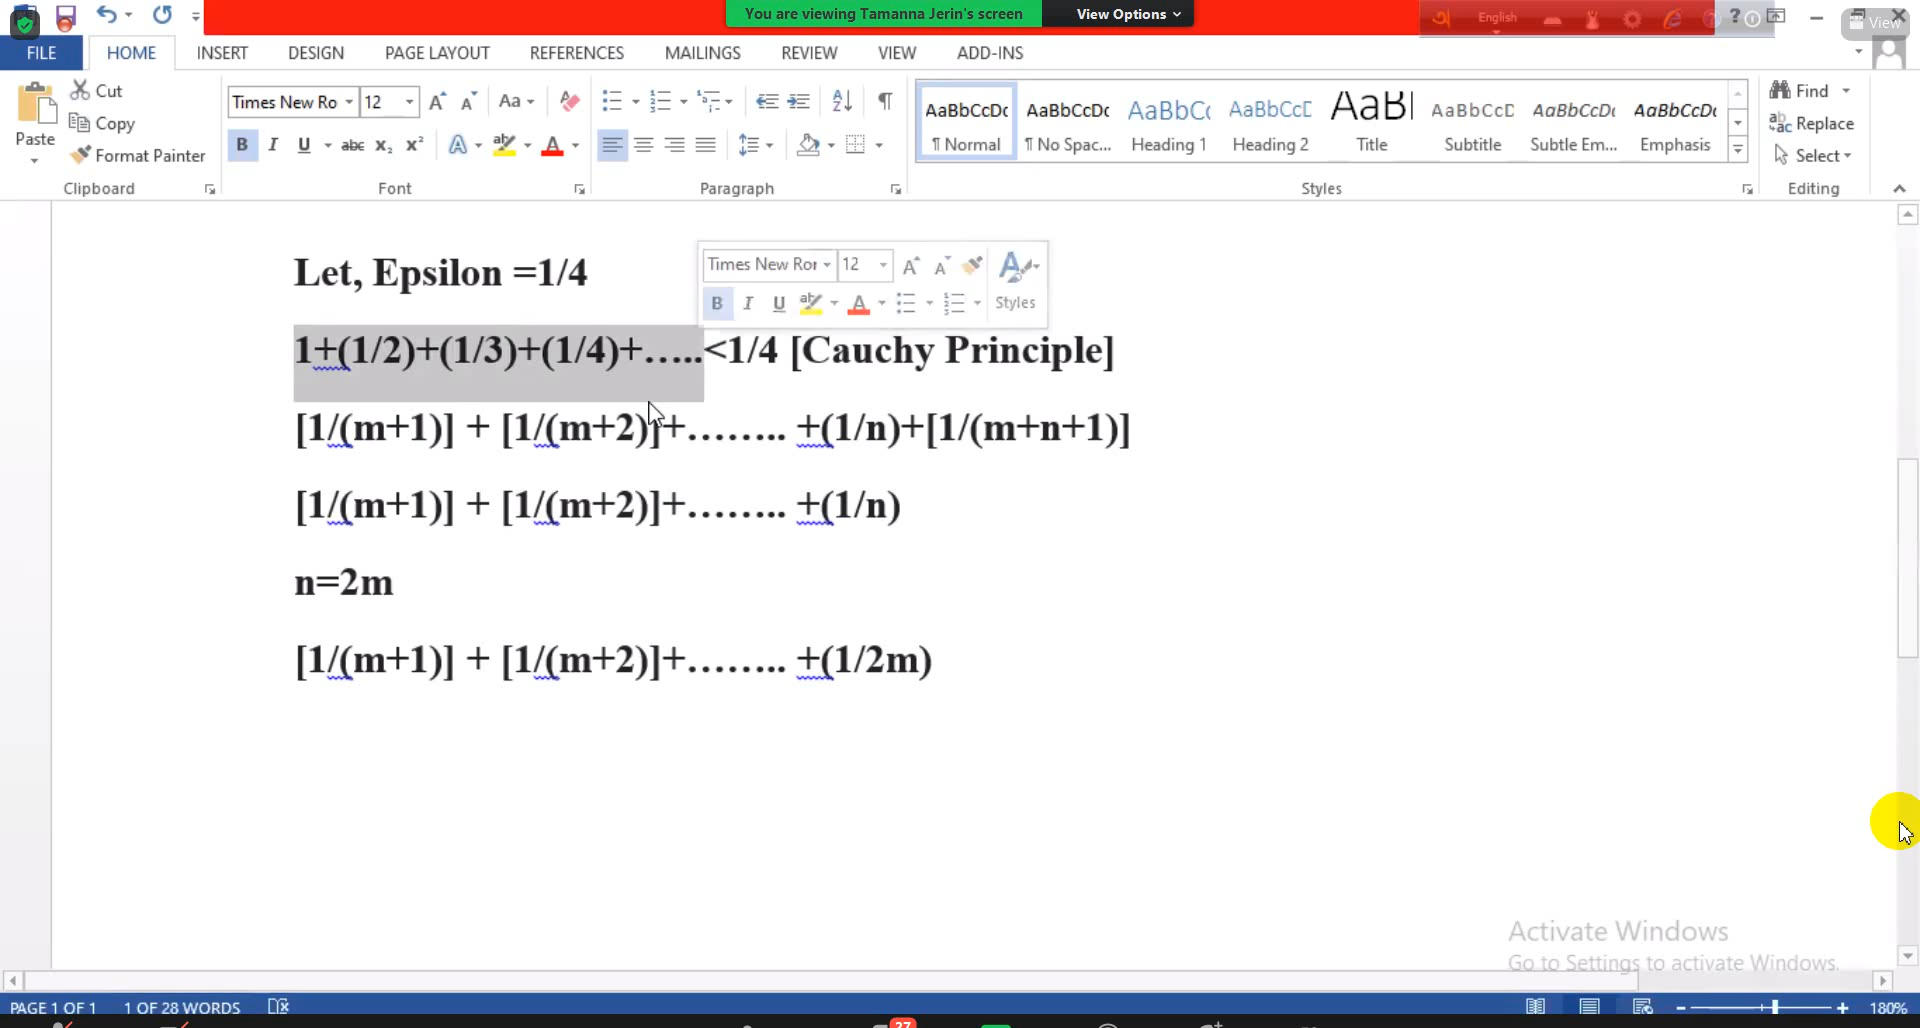 You are viewing Tamanna Jerin's screen View Options
English
View
FILE HOME INSERT DESIGN PAGE LAYOUT REFERENCES MAILINGS REVIEW VIEW ADD-INS
Paste
Cut
Copy
Format Painter
Clipboard
Times New Ro 12
Font
Paragraph
AaBbCcDc AaBbCcDc AaBbCc AaBbCcD AaBl AaBbCcD AaBbCcDc AaBbCcDc
¶ Normal ¶ No Spac... Heading 1 Heading 2 Title Subtitle Subtle Em... Emphasis
Styles
Find
Replace
Select
Editing
Times New Ror 12
B I U Styles
Let, Epsilon =1/4
1+(1/2)+(1/3)+(1/4)+…..<1/4 [Cauchy Principle]
[1/(m+1)] + [1/(m+2)]+…….. +(1/n)+[1/(m+n+1)]
[1/(m+1)] + [1/(m+2)]+…….. +(1/n)
n=2m
[1/(m+1)] + [1/(m+2)]+…….. +(1/2m)
Activate Windows
Go to Settings to activate Windows.
PAGE 1 OF 1 1 OF 28 WORDS 180%
27